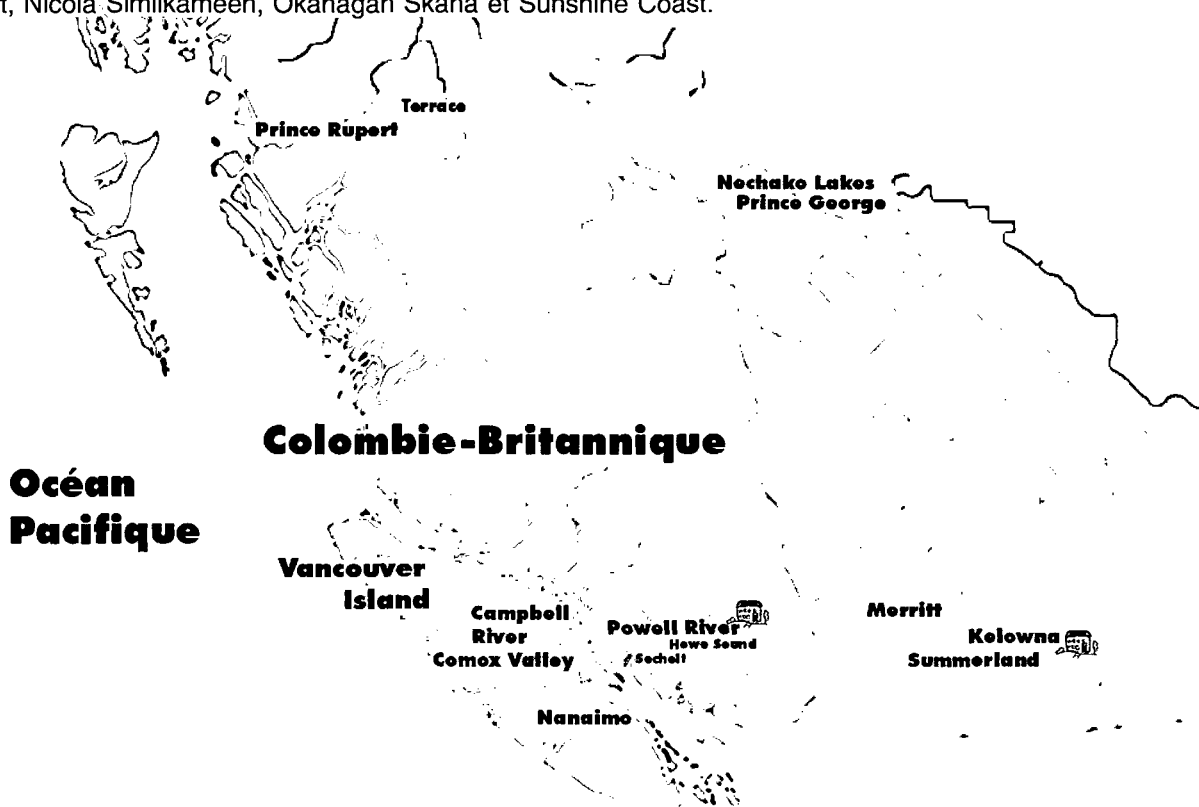 t, Nicola Similkameen, Okanagan Skaha et Sunshine Coast.
Terrace
Prince Rupert
Nechako Lakes
Prince George
Colombie-Britannique
Océan
Pacifique
Vancouver
Island
Campbell
River
Comox Valley
Powell River
Howe Sound
Sechelt
Merritt
Kelowna
Summerland
Nanaimo